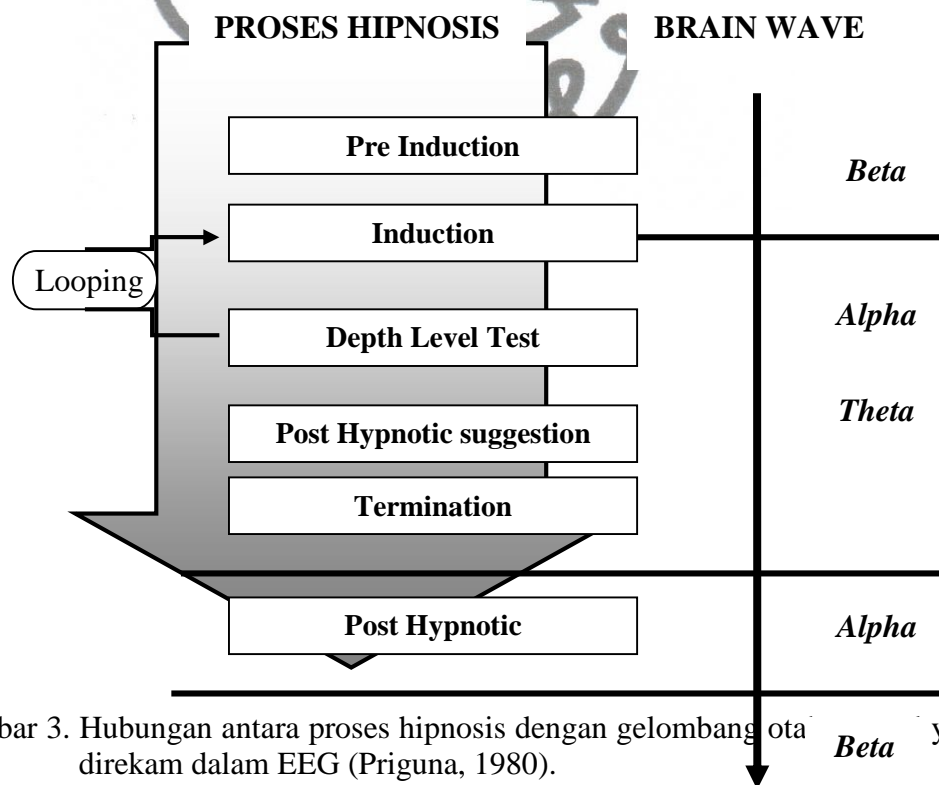 PROSES HIPNOSIS
BRAIN WAVE
Pre Induction
Beta
Induction
Looping
Alpha
Depth Level Test
Theta
Post Hypnotic suggestion
Termination
Post Hypnotic
Alpha
bar 3. Hubungan antara proses hipnosis dengan gelombang
Beta
direkam dalam EEG (Priguna, 1980).